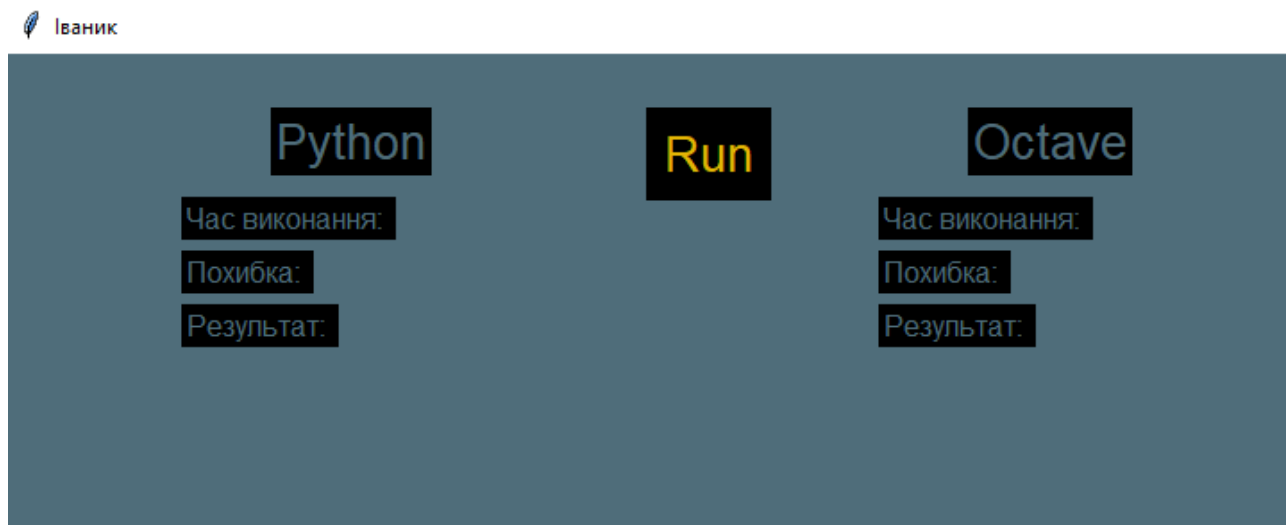 Іваник
Python
Run
Octave
Час виконання:
Час виконання:
Похибка:
Похибка:
Результат:
Результат: